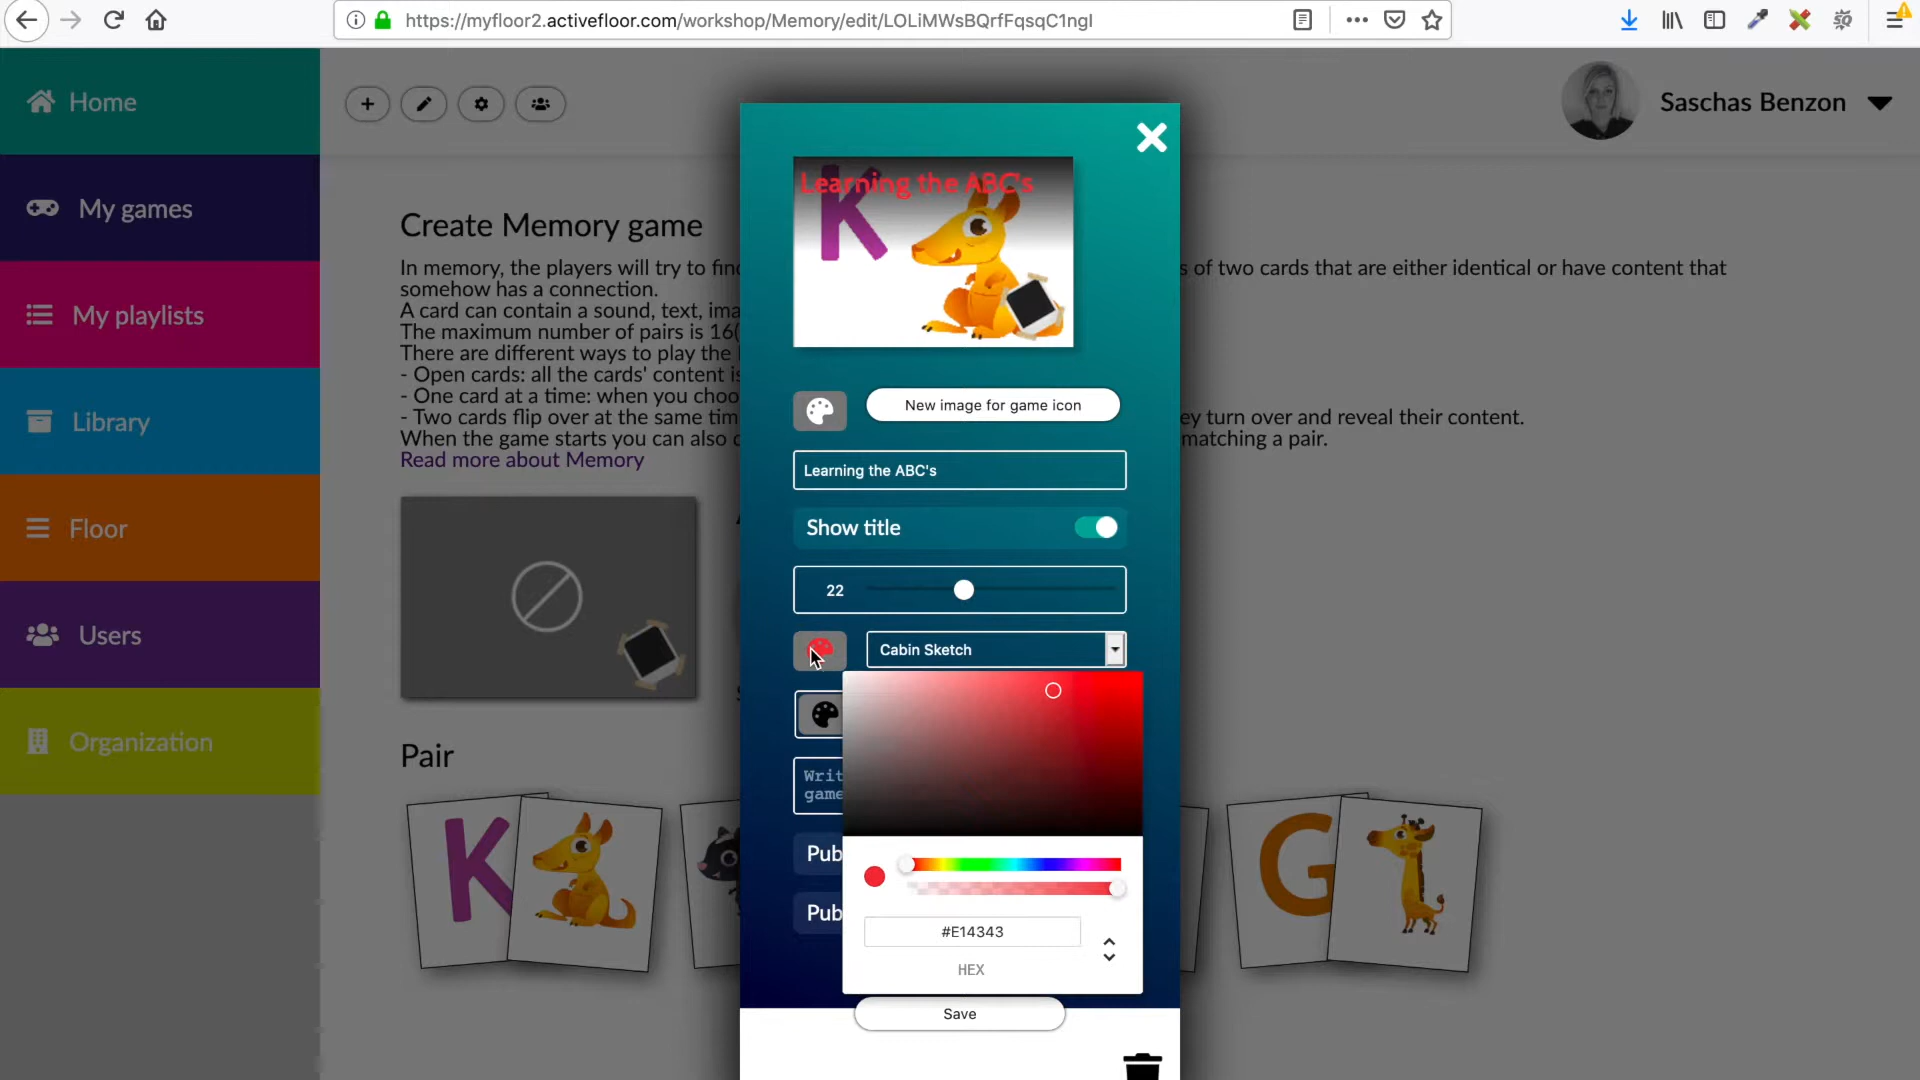 https://myfloor2.activefloor.com/workshop/Memory/edit/LOLiMWsBQrfFqsqC1ngI
Home
My games
My playlists
Library
Floor
Users
Organization
Saschas Benzon
Create Memory game
In memory, the players will try to find
s of two cards that are either identical or have content that
somehow has a connection.
A card can contain a sound, text, ima
The maximum number of pairs is 16(
There are different ways to play the
- Open cards: all the cards' content is
- One card at a time: when you choo
- Two cards flip over at the same tim
ey turn over and reveal their content.
When the game starts you can also
matching a pair.
Read more about Memory
Pair
K
K
G
Learning the ABC's
New image for game icon
Learning the ABC's
Show title
22
Cabin Sketch
Writ
game
Pub
Pub
#E14343
HEX
Save